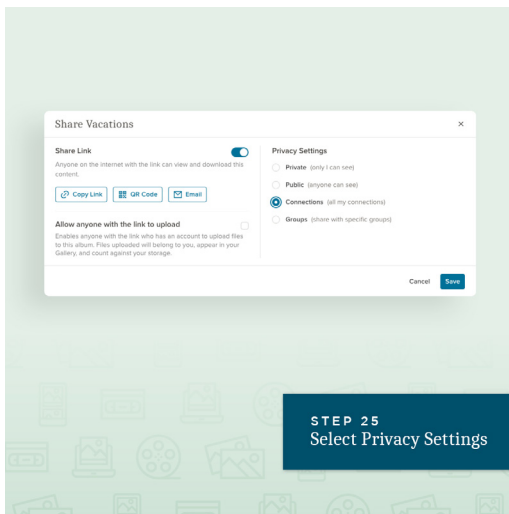 Share Vacations
×
Share Link
Anyone on the internet with the link can view and download this
content.
Copy Link
QR Code
Email
Allow anyone with the link to upload
Enables anyone with the link who has an account to upload files
to this album. Files uploaded will belong to you, appear in your
Gallery, and count against your storage.
Privacy Settings
Private (only I can see)
Public (anyone can see)
Connections (all my connections)
Groups (share with specific groups)
Cancel
Save
STEP 25
Select Privacy Settings